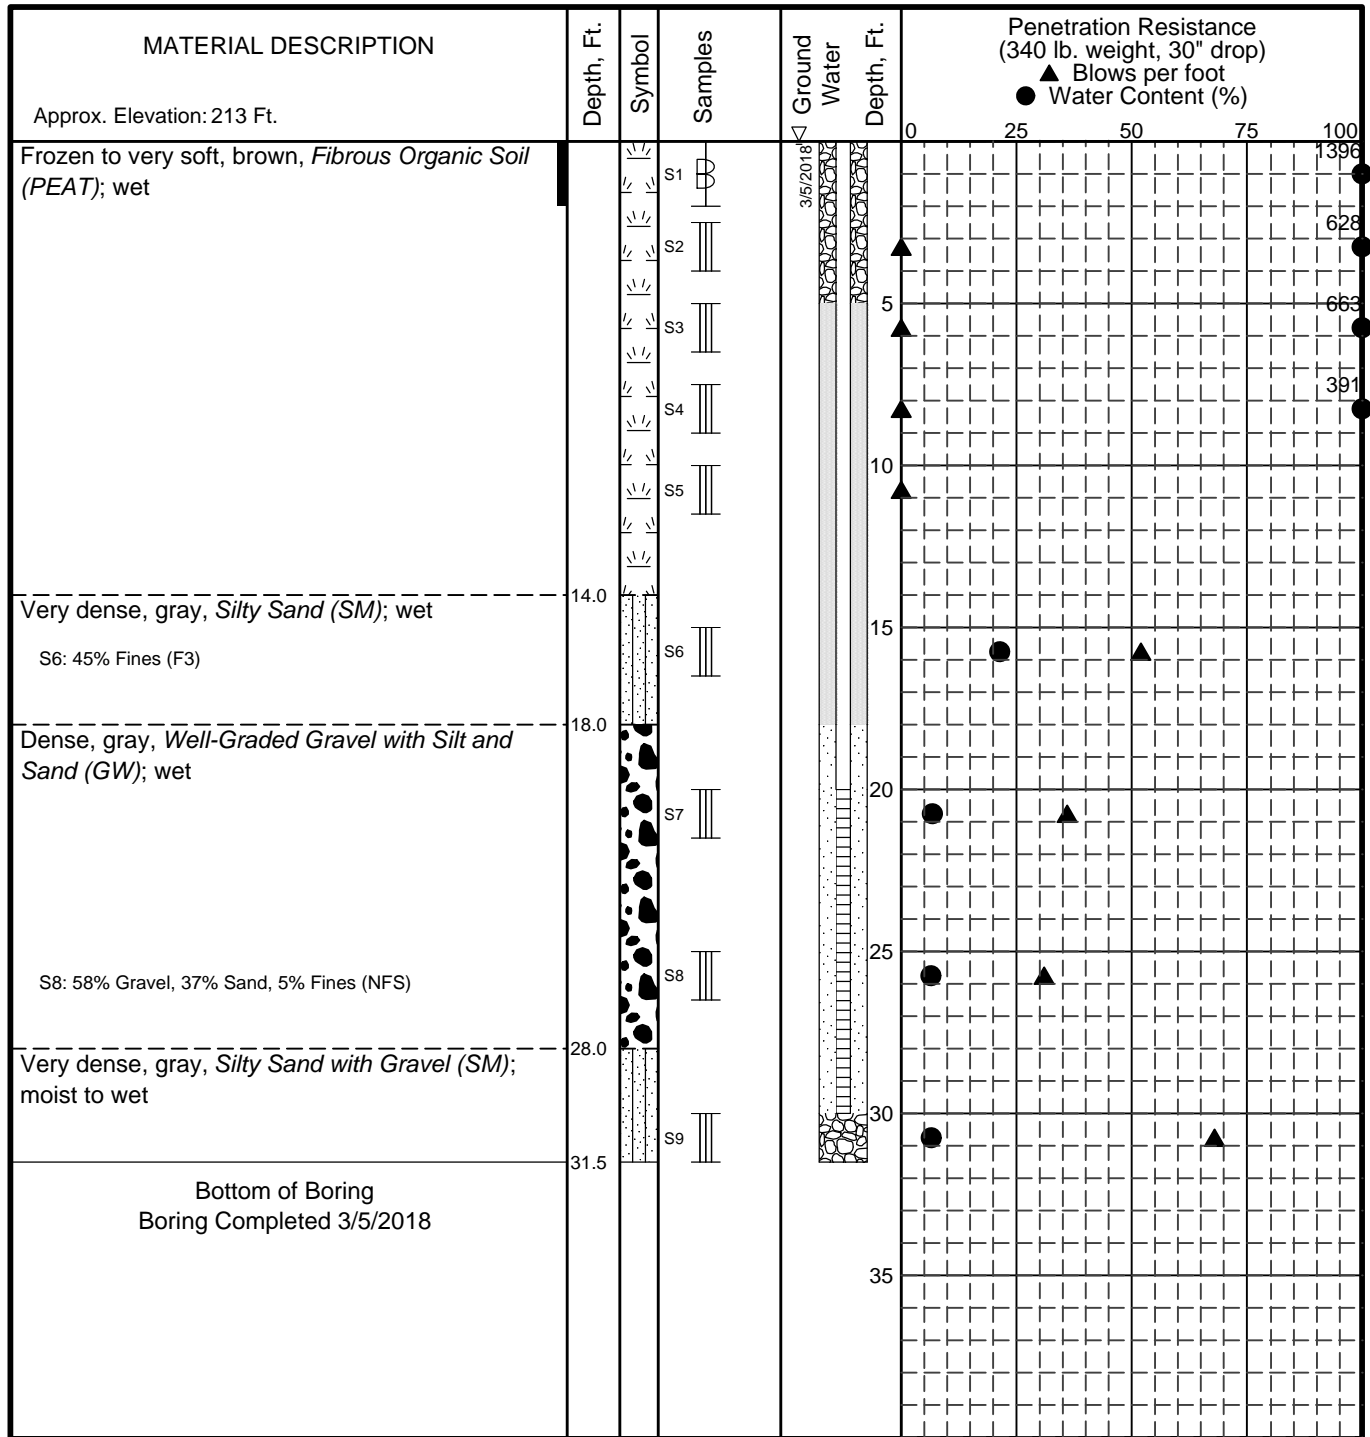 MATERIAL DESCRIPTION
Approx. Elevation: 213 Ft.
Depth, Ft.
Symbol
Samples
Ground
Water
Depth, Ft.
Penetration Resistance
(340 lb. weight, 30" drop)
▲ Blows per foot
● Water Content (%)
0 25 50 75 100
Frozen to very soft, brown, Fibrous Organic Soil
(PEAT); wet
14.0
Very dense, gray, Silty Sand (SM); wet
S6: 45% Fines (F3)
18.0
Dense, gray, Well-Graded Gravel with Silt and
Sand (GW); wet
S8: 58% Gravel, 37% Sand, 5% Fines (NFS)
28.0
Very dense, gray, Silty Sand with Gravel (SM);
moist to wet
31.5
Bottom of Boring
Boring Completed 3/5/2018
S1
S2
S3
S4
S5
S6
S7
S8
S9
3/5/2018
5
10
15
20
25
30
35
1396
628
663
391